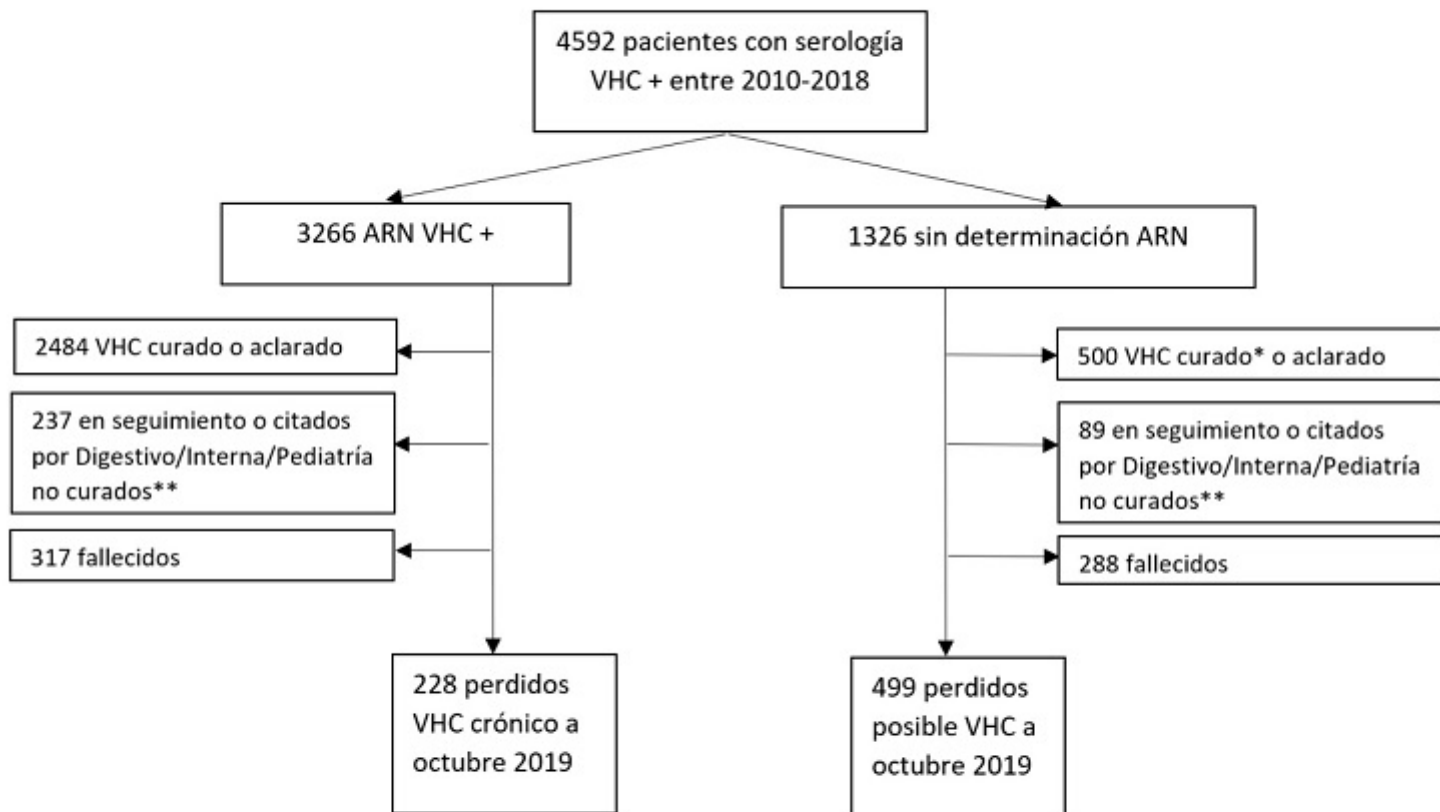 4592 pacientes con serología
VHC + entre 2010-2018
3266 ARN VHC +
1326 sin determinación ARN
2484 VHC curado o aclarado
500 VHC curado* o aclarado
237 en seguimiento o citados
por Digestivo/Interna/Pediatría
no curados**
89 en seguimiento o citados
por Digestivo/Interna/Pediatría
no curados**
317 fallecidos
288 fallecidos
228 perdidos
VHC crónico a
octubre 2019
499 perdidos
posible VHC a
octubre 2019